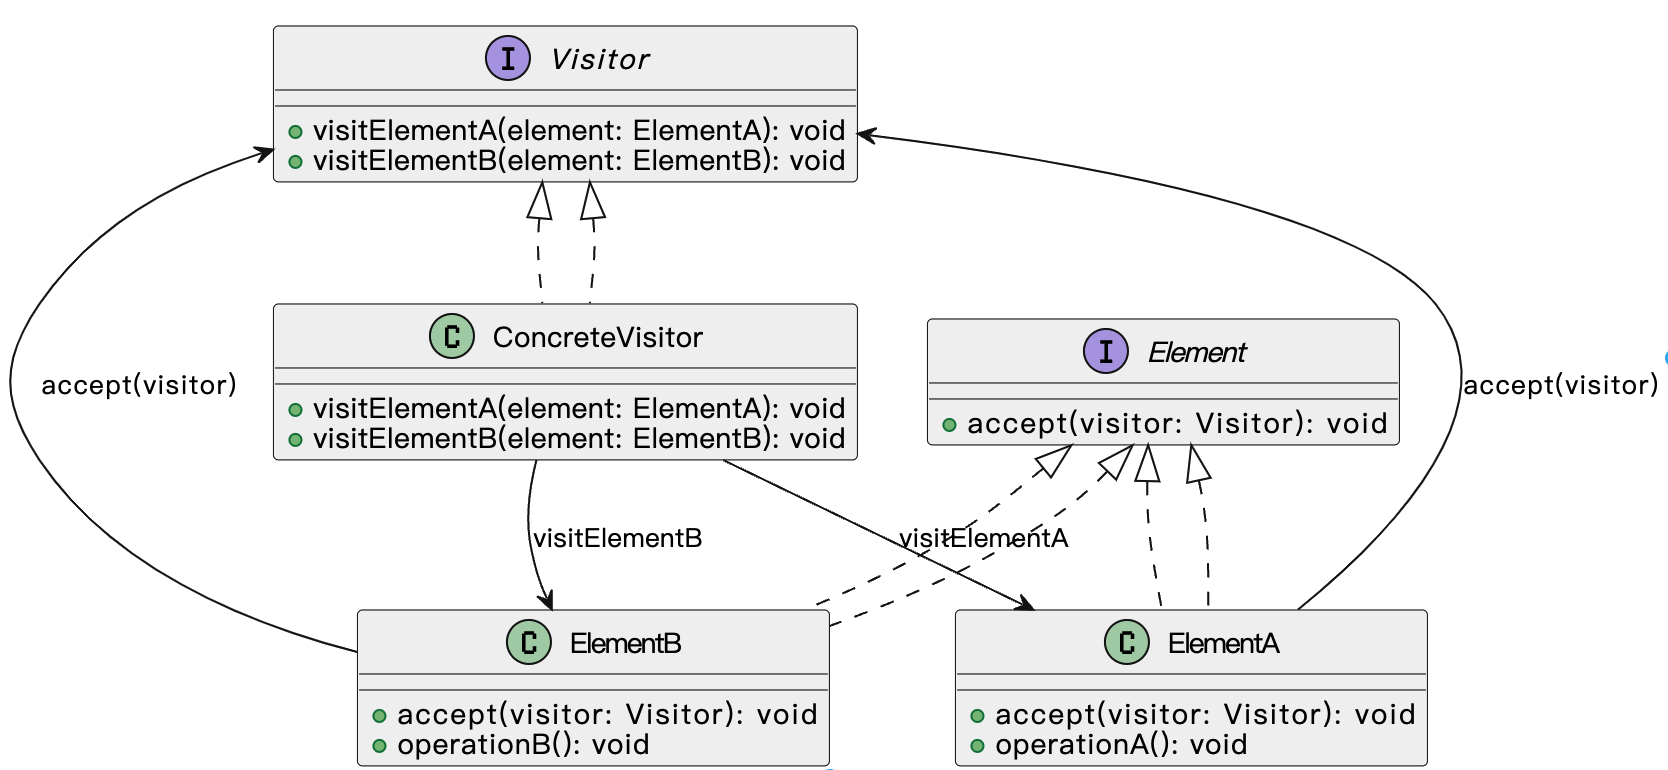 I Visitor
visitElementA(element: ElementA): void
visitElementB(element: ElementB): void
C ConcreteVisitor
visitElementA(element: ElementA): void
visitElementB(element: ElementB): void
I Element
accept(visitor: Visitor): void
accept(visitor)
accept(visitor)
visitElementB
visitElementA
C ElementB
accept(visitor: Visitor): void
operationB(): void
C ElementA
accept(visitor: Visitor): void
operationA(): void